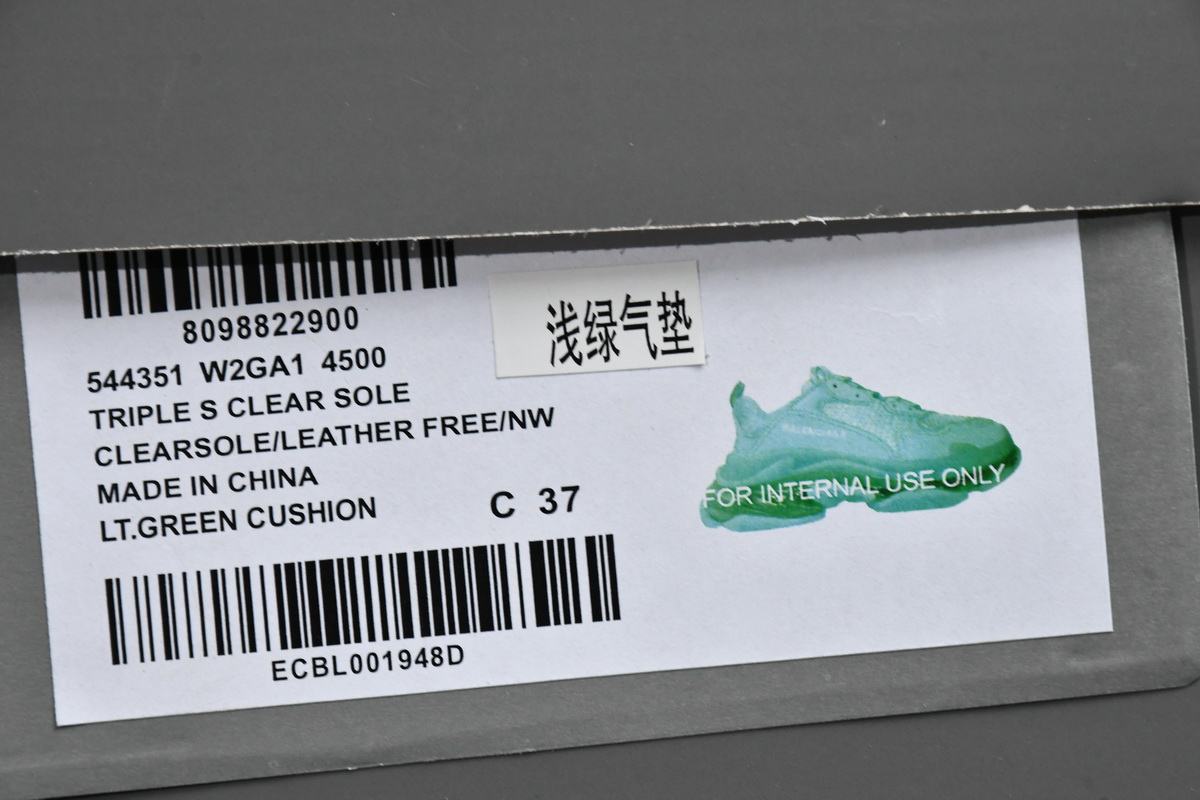 8098822900
浅绿气垫
544351 W2GA1 4500
TRIPLE S CLEAR SOLE
CLEARSOLE/LEATHER FREE/NW
MADE IN CHINA
LT.GREEN CUSHION
C 37
BALENCIAGA
FOR INTERNAL USE ONLY
ECBL001948D